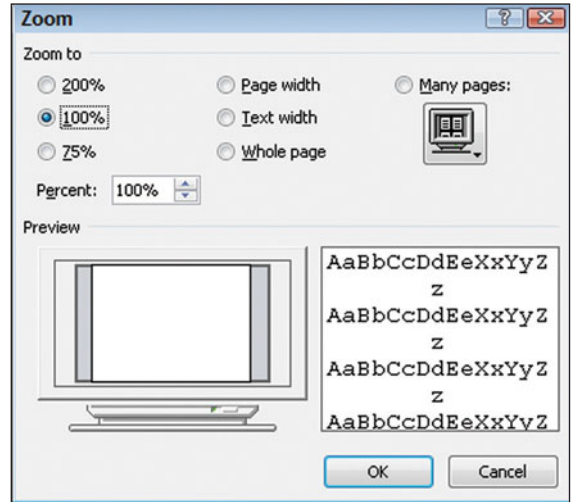 Zoom
Zoom to
200%
Page width
Many pages:
100%
Text width
75%
Whole page
Percent: 100%
Preview
AaBbCcDdEeXxYyZ
z
AaBbCcDdEeXxYyZ
z
AaBbCcDdEeXxYyZ
z
AaBbCcDdEeXxYyZ
OK
Cancel